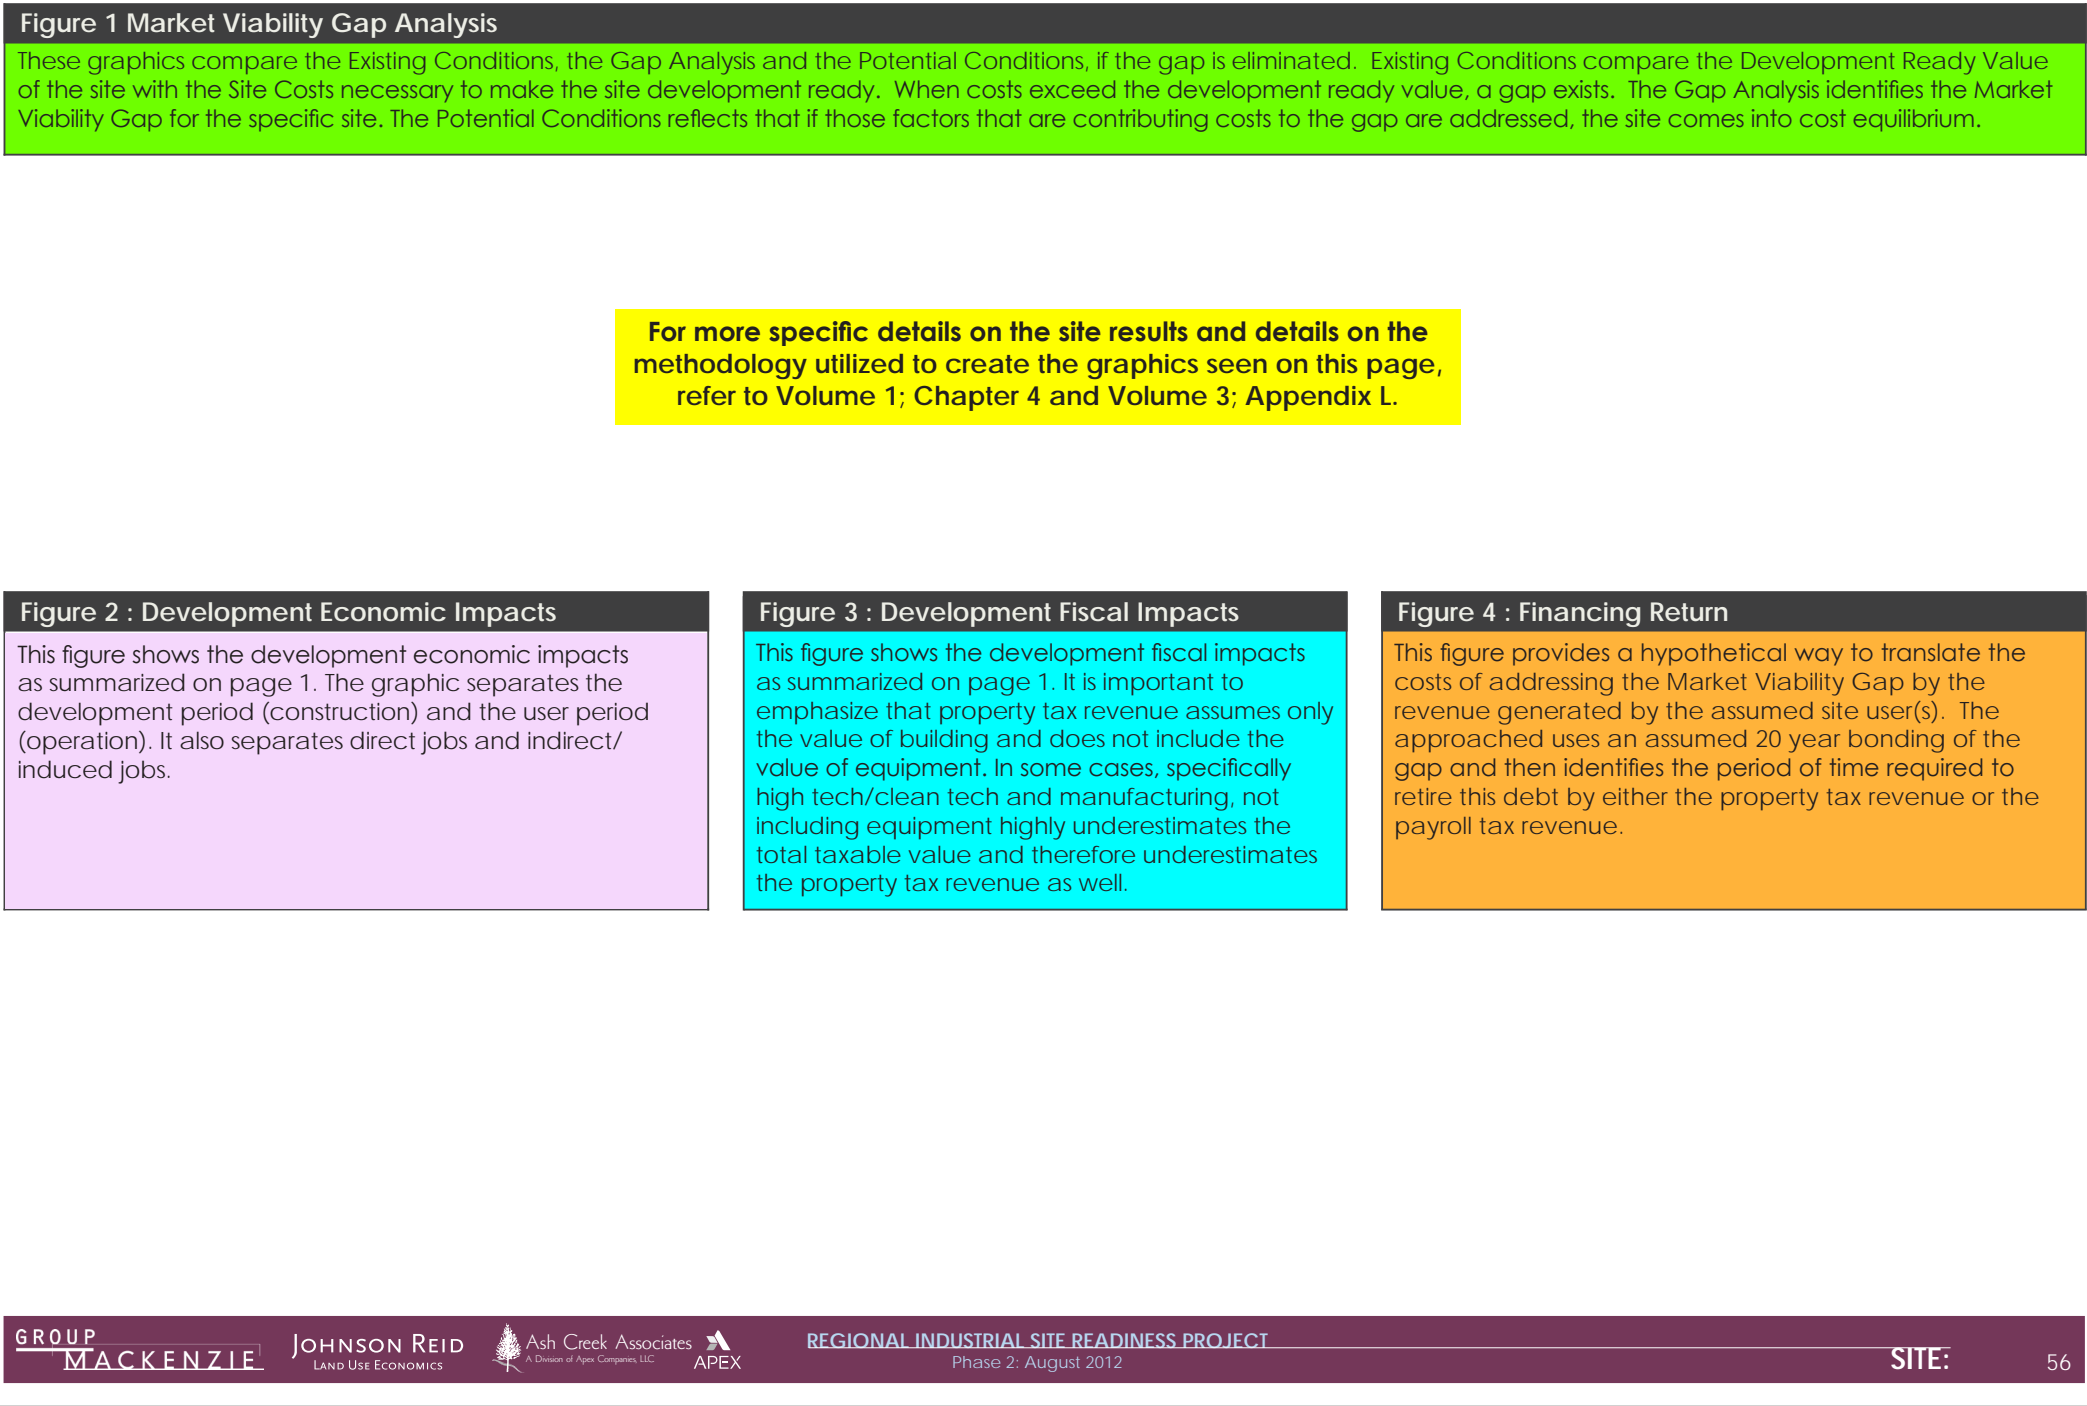 Figure 1 Market Viability Gap Analysis
These graphics compare the Existing Conditions, the Gap Analysis and the Potential Conditions, if the gap is eliminated.  Existing Conditions compare the Development Ready Value
of the site with the Site Costs necessary to make the site development ready.  When costs exceed the development ready value, a gap exists.  The Gap Analysis identifies the Market
Viability Gap for the specific site. The Potential Conditions reflects that if those factors that are contributing costs to the gap are addressed, the site comes into cost equilibrium.
For more specific details on the site results and details on the
methodology utilized to create the graphics seen on this page,
refer to Volume 1; Chapter 4 and Volume 3; Appendix L.
Figure 2 : Development Economic Impacts
This figure shows the development economic impacts
as summarized on page 1. The graphic separates the
development period (construction) and the user period
(operation). It also separates direct jobs and indirect/
induced jobs.
Figure 3 : Development Fiscal Impacts
This figure shows the development fiscal impacts
as summarized on page 1. It is important to
emphasize that property tax revenue assumes only
the value of building and does not include the
value of equipment. In some cases, specifically
high tech/clean tech and manufacturing, not
including equipment highly underestimates the
total taxable value and therefore underestimates
the property tax revenue as well.
Figure 4 : Financing Return
This figure provides a hypothetical way to translate the
costs of addressing the Market Viability Gap by the
revenue generated by the assumed site user(s).  The
approached uses an assumed 20 year bonding of the
gap and then identifies the period of time required to
retire this debt by either the property tax revenue or the
payroll tax revenue.
GROUP
MACKENZIE
JOHNSON REID
LAND USE ECONOMICS
Ash Creek Associates
A Division of Apex Companies, LLC
APEX
REGIONAL INDUSTRIAL SITE READINESS PROJECT
Phase 2: August 2012
SITE:
56